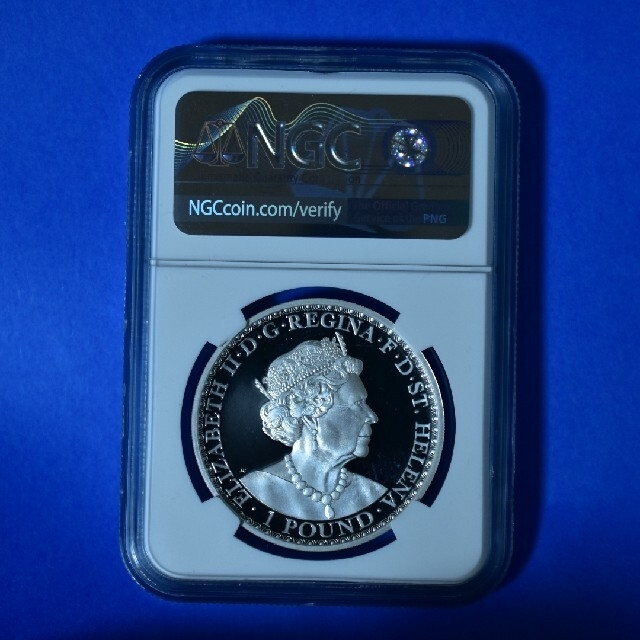 NGC
NGCcoin.com/verify
PNG
ELIZABETH II · D · G · REGINA · F · D · ST. HELENA
· 1 POUND ·